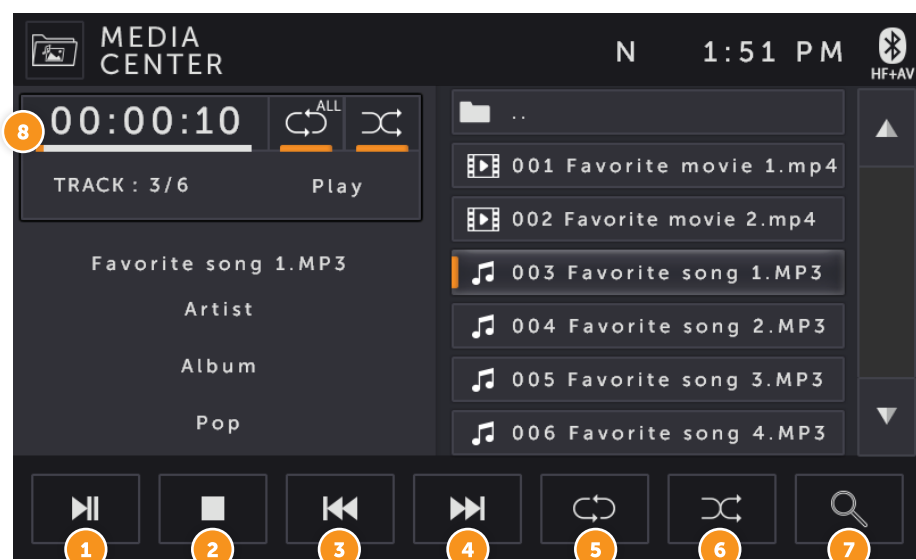 MEDIA
CENTER
N 1:51 PM
HF+AV
8
00:00:10
ALL
TRACK : 3/6 Play
Favorite song 1.MP3
Artist
Album
Pop
..
001 Favorite movie 1.mp4
002 Favorite movie 2.mp4
003 Favorite song 1.MP3
004 Favorite song 2.MP3
005 Favorite song 3.MP3
006 Favorite song 4.MP3
1 2 3 4 5 6 7